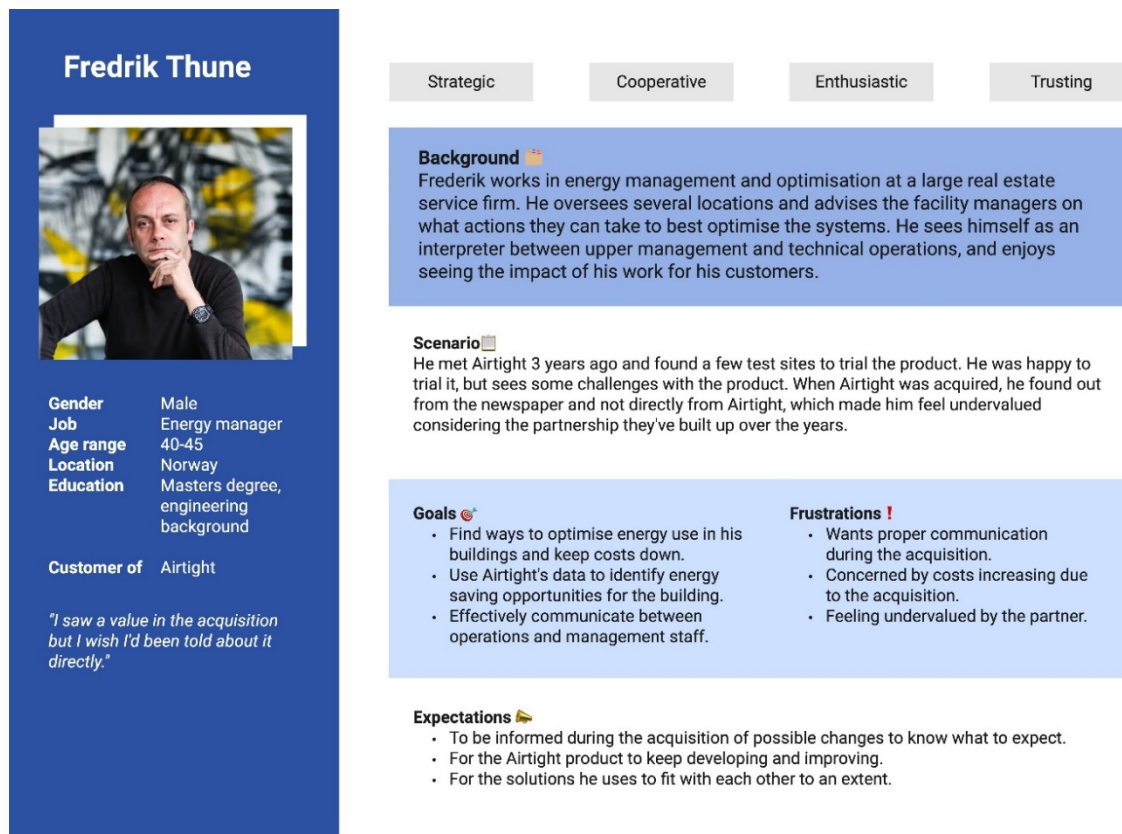 Fredrik Thune
Strategic
Cooperative
Enthusiastic
Trusting
Background
Frederik works in energy management and optimisation at a large real estate
service firm. He oversees several locations and advises the facility managers on
what actions they can take to best optimise the systems. He sees himself as an
interpreter between upper management and technical operations, and enjoys
seeing the impact of his work for his customers.
Gender Male
Job Energy manager
Age range 40-45
Location Norway
Education Masters degree,
engineering
background
Customer of Airtight
"I saw a value in the acquisition
but I wish I'd been told about it
directly."
Scenario
He met Airtight 3 years ago and found a few test sites to trial the product. He was happy to
trial it, but sees some challenges with the product. When Airtight was acquired, he found out
from the newspaper and not directly from Airtight, which made him feel undervalued
considering the partnership they've built up over the years.
Goals
• Find ways to optimise energy use in his
buildings and keep costs down.
• Use Airtight's data to identify energy
saving opportunities for the building.
• Effectively communicate between
operations and management staff.
Frustrations
• Wants proper communication
during the acquisition.
• Concerned by costs increasing due
to the acquisition.
• Feeling undervalued by the partner.
Expectations
• To be informed during the acquisition of possible changes to know what to expect.
• For the Airtight product to keep developing and improving.
• For the solutions he uses to fit with each other to an extent.